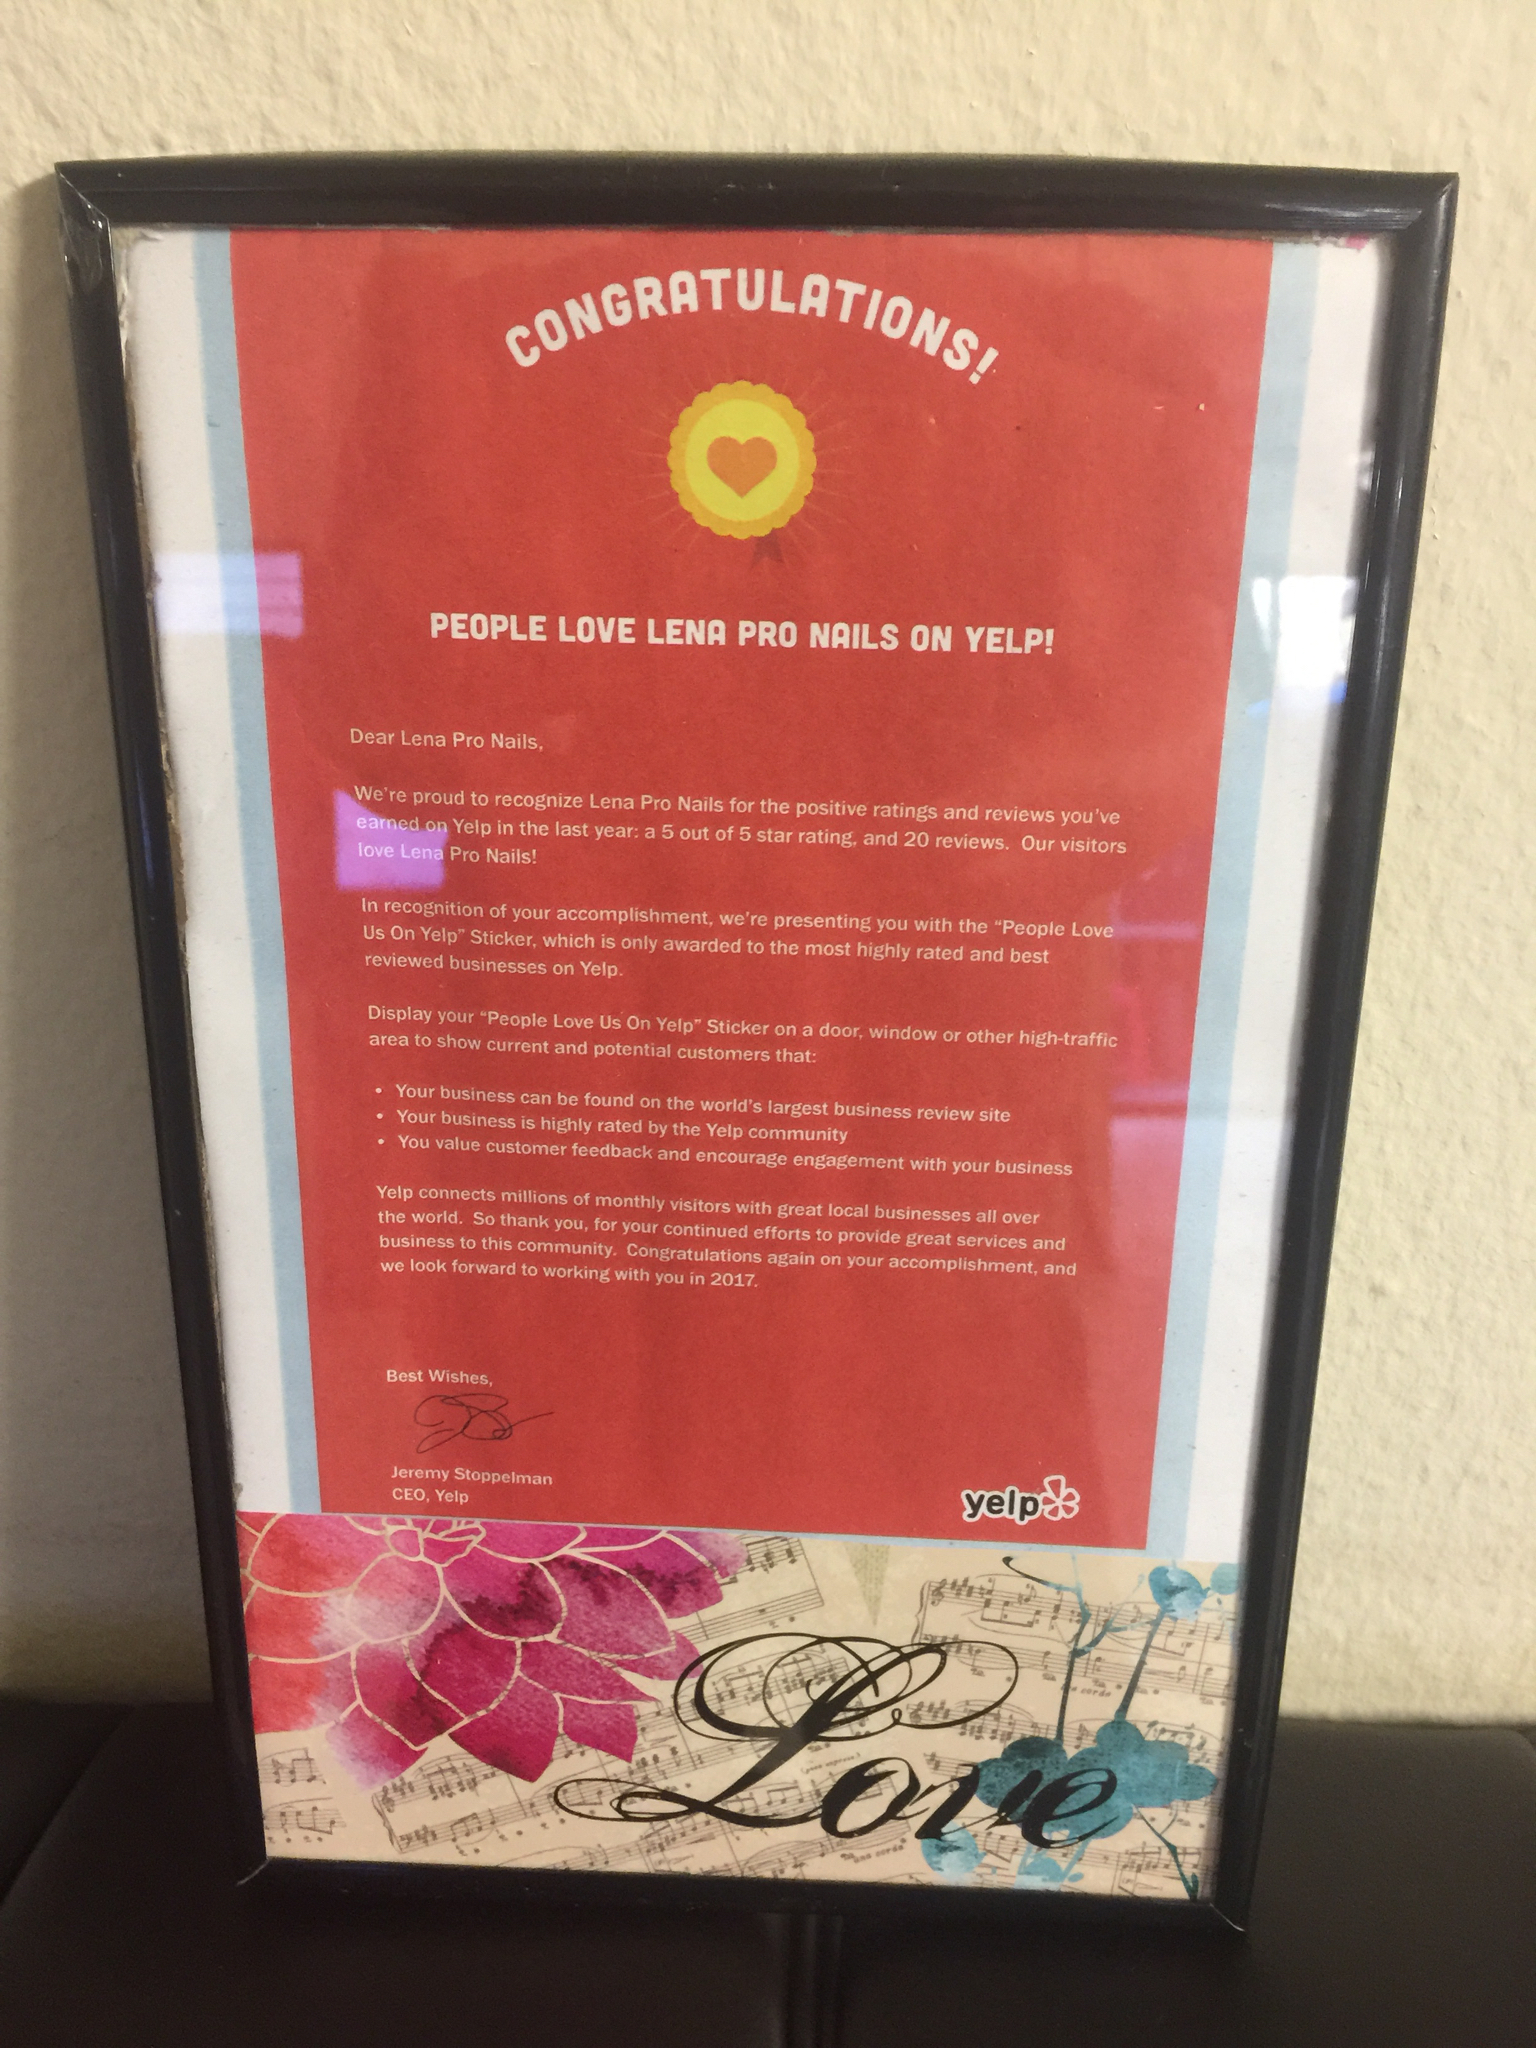 CONGRATULATIONS!
PEOPLE LOVE LENA PRO NAILS ON YELP!
Dear Lena Pro Nails,
We're proud to recognize Lena Pro Nails for the positive ratings and reviews you've
earned on Yelp in the last year: a 5 out of 5 star rating, and 20 reviews.  Our visitors
love Lena Pro Nails!
In recognition of your accomplishment, we're presenting you with the “People Love
Us On Yelp” Sticker, which is only awarded to the most highly rated and best
reviewed businesses on Yelp.
Display your “People Love Us On Yelp” Sticker on a door, window or other high-traffic
area to show current and potential customers that:
• Your business can be found on the world's largest business review site
• Your business is highly rated by the Yelp community
• You value customer feedback and encourage engagement with your business
Yelp connects millions of monthly visitors with great local businesses all over
the world.  So thank you, for your continued efforts to provide great services and
business to this community.  Congratulations again on your accomplishment, and
we look forward to working with you in 2017.
Best Wishes,
Jeremy Stoppelman
CEO, Yelp
yelp
Love